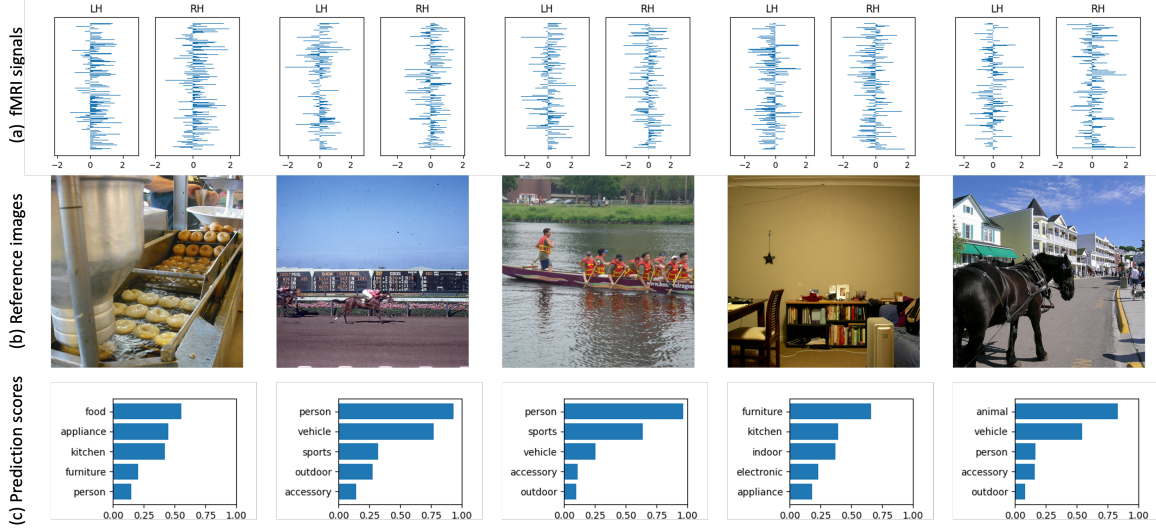 (a) fMRI signals
LH RH LH RH LH RH LH RH LH RH
−2 0 2 −2 0 2 −2 0 2 −2 0 2 −2 0 2 −2 0 2 −2 0 2 −2 0 2 −2 0 2 −2 0 2
(b) Reference images
(c) Prediction scores
food
appliance
kitchen
furniture
person
0.00 0.25 0.50 0.75 1.00
person
vehicle
sports
outdoor
accessory
0.00 0.25 0.50 0.75 1.00
person
sports
vehicle
accessory
outdoor
0.00 0.25 0.50 0.75 1.00
furniture
kitchen
indoor
electronic
appliance
0.00 0.25 0.50 0.75 1.00
animal
vehicle
person
accessory
outdoor
0.00 0.25 0.50 0.75 1.00